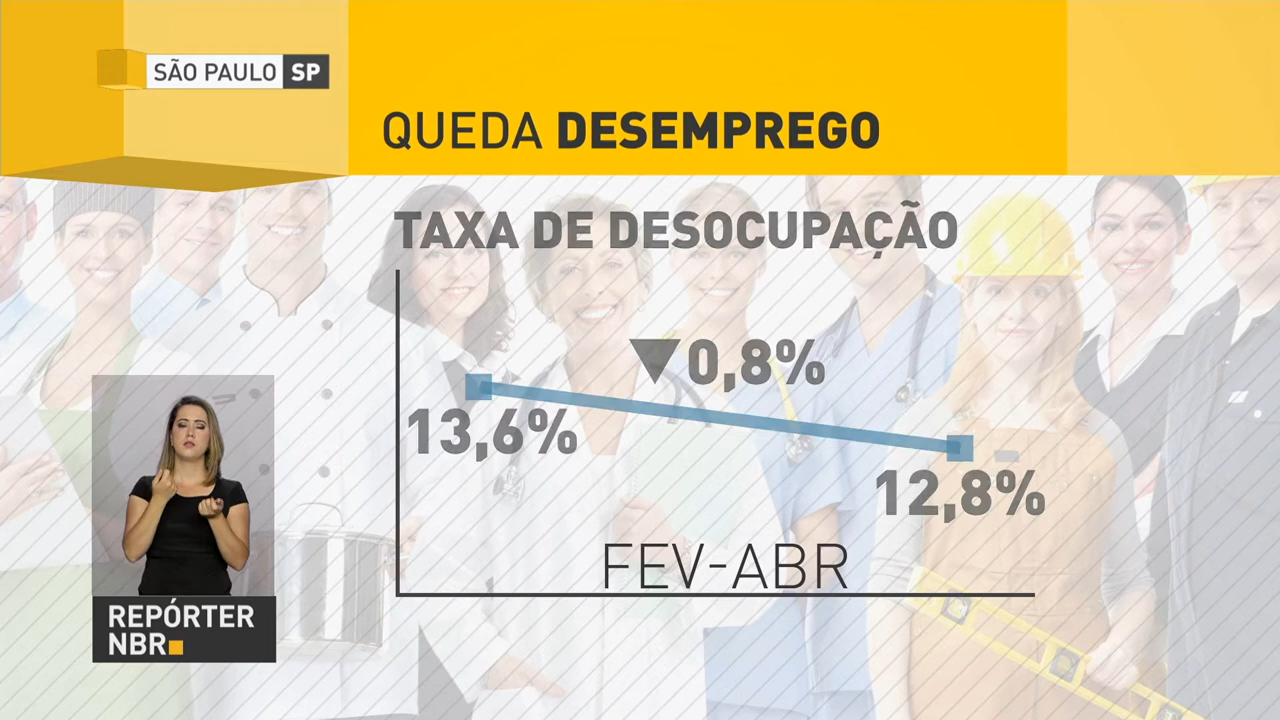 SÃO PAULO SP
QUEDA DESEMPREGO
TAXA DE DESOCUPAÇÃO
▼0,8%
13,6%
12,8%
FEV-ABR
REPÓRTER
NBR